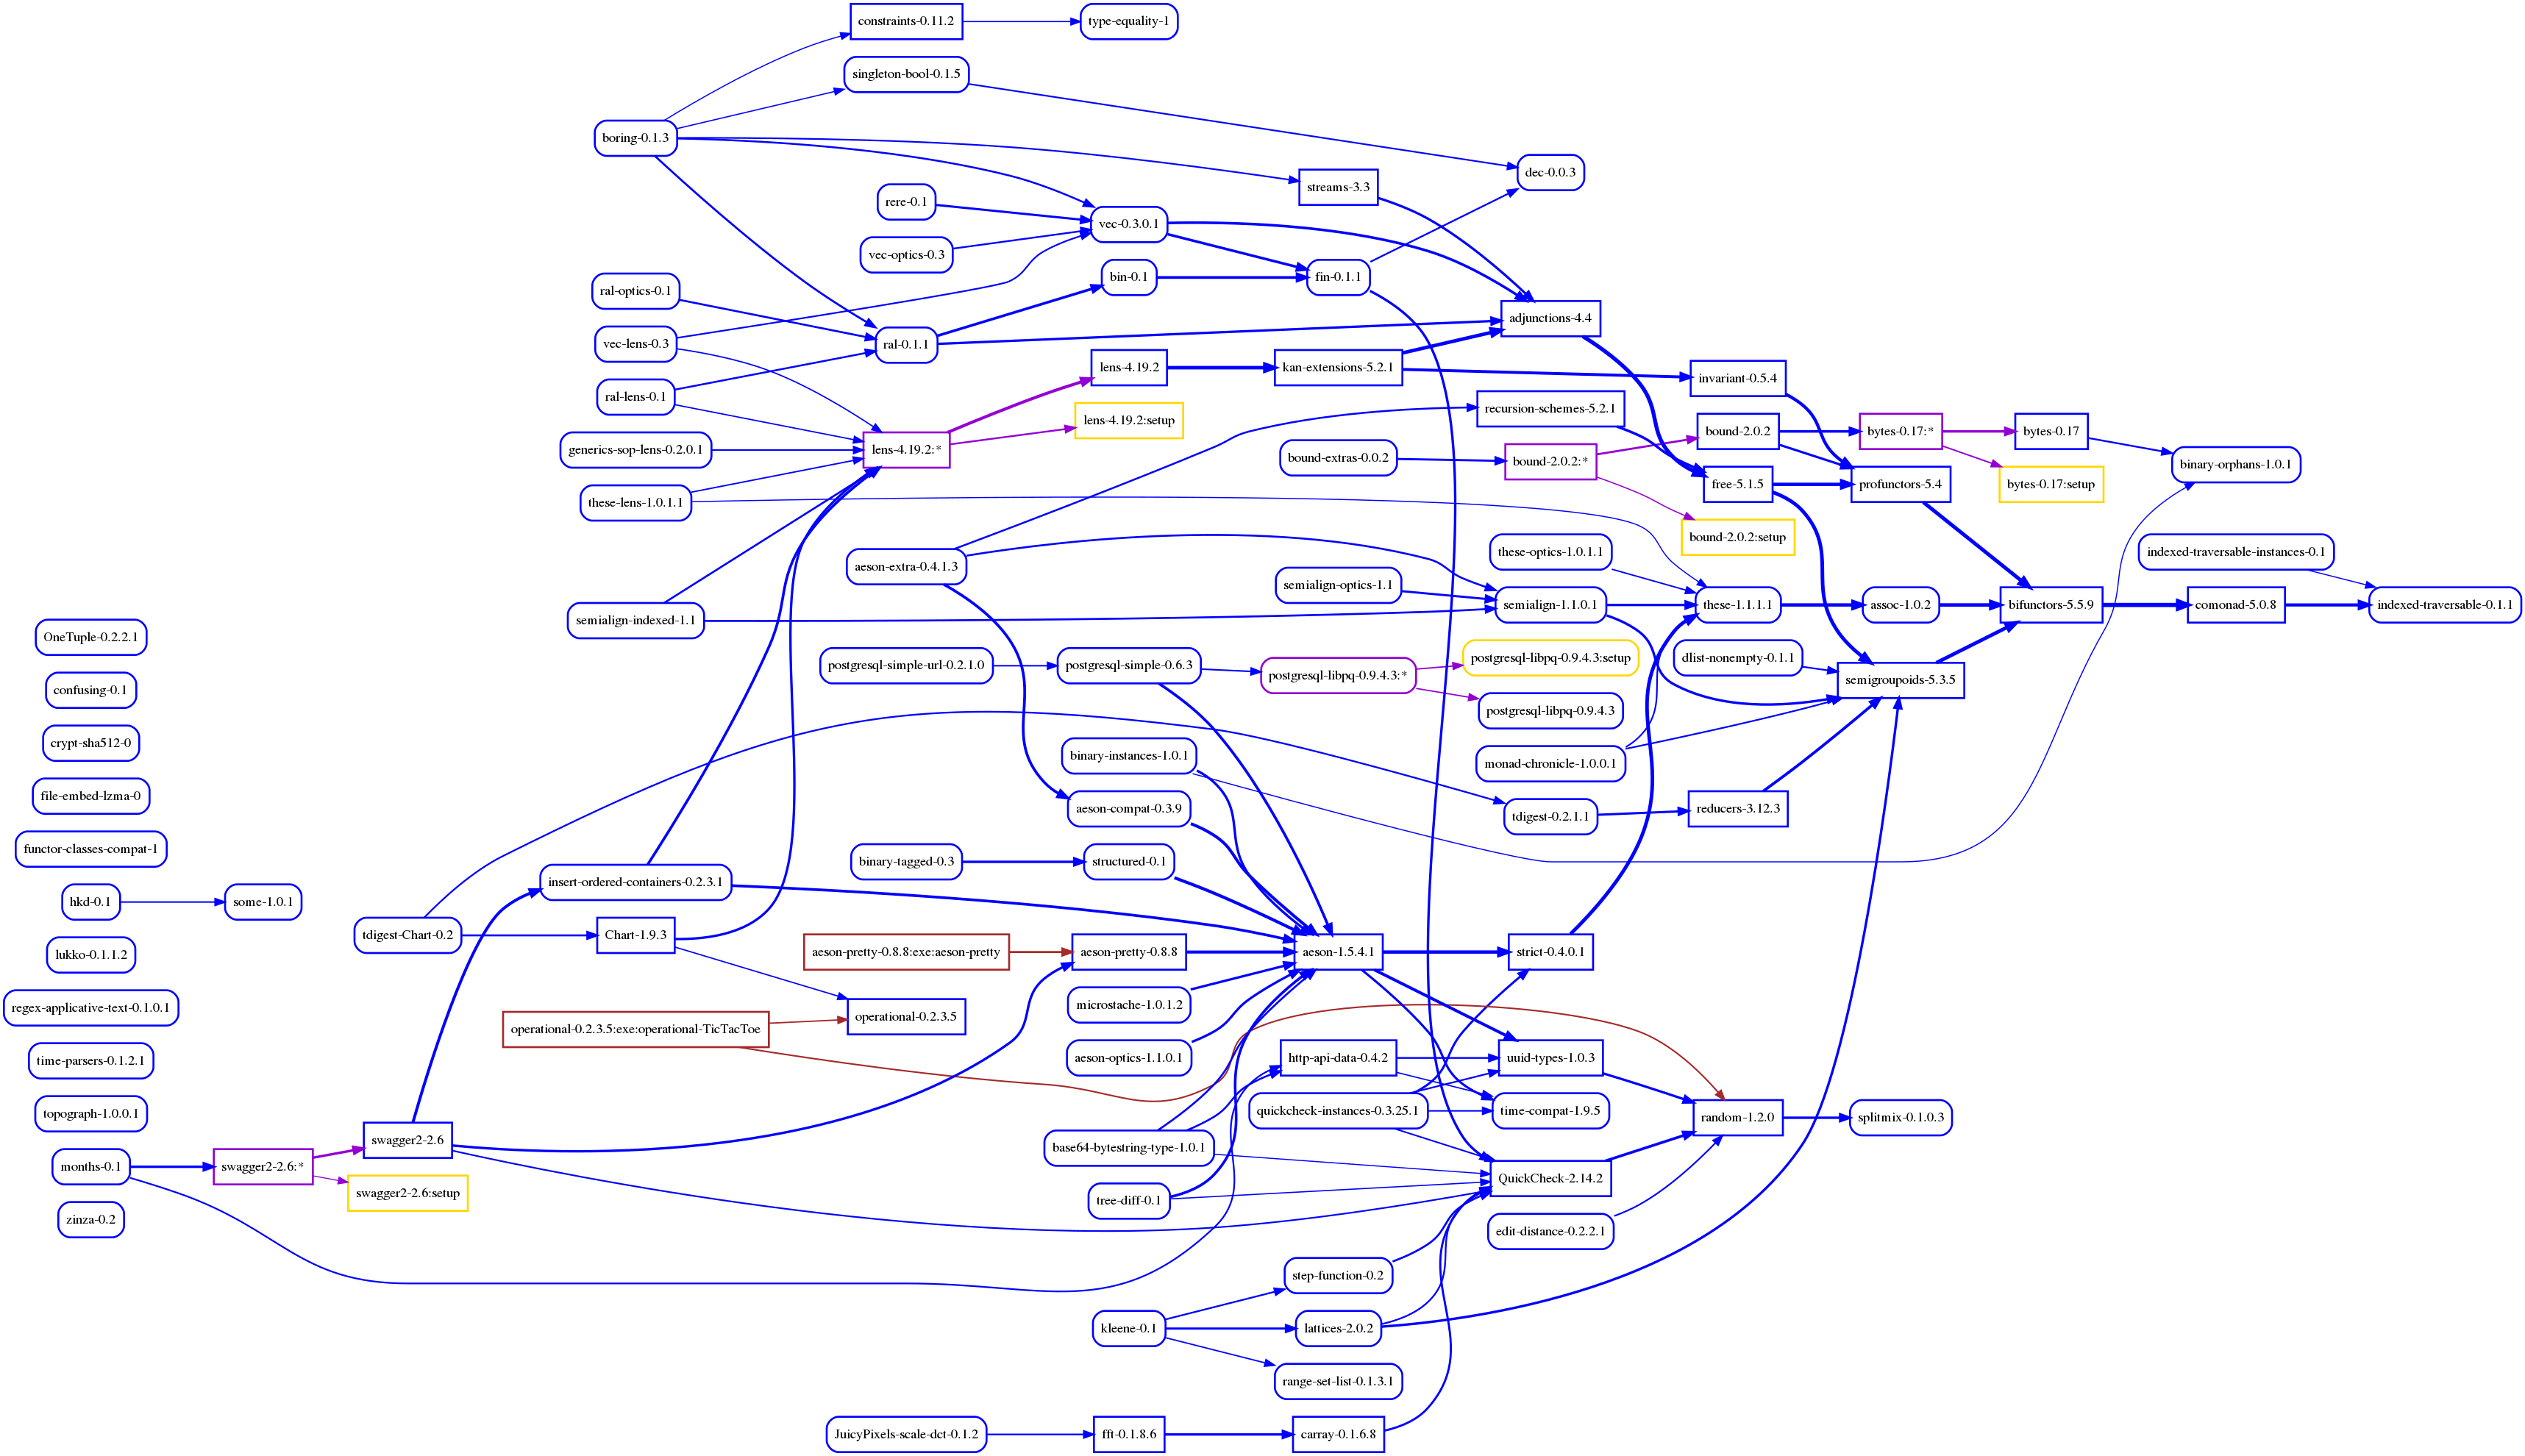 constraints-0.11.2
type-equality-1
singleton-bool-0.1.5
boring-0.1.3
dec-0.0.3
streams-3.3
rere-0.1
vec-0.3.0.1
vec-optics-0.3
bin-0.1
fin-0.1.1
ral-optics-0.1
adjunctions-4.4
vec-lens-0.3
ral-0.1.1
lens-4.19.2
kan-extensions-5.2.1
invariant-0.5.4
ral-lens-0.1
lens-4.19.2:setup
recursion-schemes-5.2.1
bound-2.0.2
bytes-0.17:*
bytes-0.17
generics-sop-lens-0.2.0.1
lens-4.19.2:*
bound-extras-0.0.2
bound-2.0.2:*
binary-orphans-1.0.1
free-5.1.5
profunctors-5.4
bytes-0.17:setup
these-lens-1.0.1.1
bound-2.0.2:setup
these-optics-1.0.1.1
indexed-traversable-instances-0.1
aeson-extra-0.4.1.3
semialign-optics-1.1
semialign-1.1.0.1
these-1.1.1.1
assoc-1.0.2
bifunctors-5.5.9
comonad-5.0.8
indexed-traversable-0.1.1
semialign-indexed-1.1
OneTuple-0.2.2.1
postgresql-simple-url-0.2.1.0
postgresql-simple-0.6.3
postgresql-libpq-0.9.4.3:*
postgresql-libpq-0.9.4.3:setup
dlist-nonempty-0.1.1
semigroupoids-5.3.5
confusing-0.1
postgresql-libpq-0.9.4.3
crypt-sha512-0
binary-instances-1.0.1
monad-chronicle-1.0.0.1
file-embed-lzma-0
aeson-compat-0.3.9
tdigest-0.2.1.1
reducers-3.12.3
functor-classes-compat-1
binary-tagged-0.3
structured-0.1
insert-ordered-containers-0.2.3.1
hkd-0.1
some-1.0.1
tdigest-Chart-0.2
Chart-1.9.3
lukko-0.1.1.2
aeson-pretty-0.8.8:exe:aeson-pretty
aeson-pretty-0.8.8
aeson-1.5.4.1
strict-0.4.0.1
regex-applicative-text-0.1.0.1
microstache-1.0.1.2
operational-0.2.3.5
operational-0.2.3.5:exe:operational-TicTacToe
time-parsers-0.1.2.1
aeson-optics-1.1.0.1
http-api-data-0.4.2
uuid-types-1.0.3
topograph-1.0.0.1
quickcheck-instances-0.3.25.1
time-compat-1.9.5
random-1.2.0
splitmix-0.1.0.3
swagger2-2.6
base64-bytestring-type-1.0.1
months-0.1
swagger2-2.6:*
QuickCheck-2.14.2
swagger2-2.6:setup
tree-diff-0.1
zinza-0.2
edit-distance-0.2.2.1
step-function-0.2
kleene-0.1
lattices-2.0.2
range-set-list-0.1.3.1
JuicyPixels-scale-dct-0.1.2
fft-0.1.8.6
carray-0.1.6.8